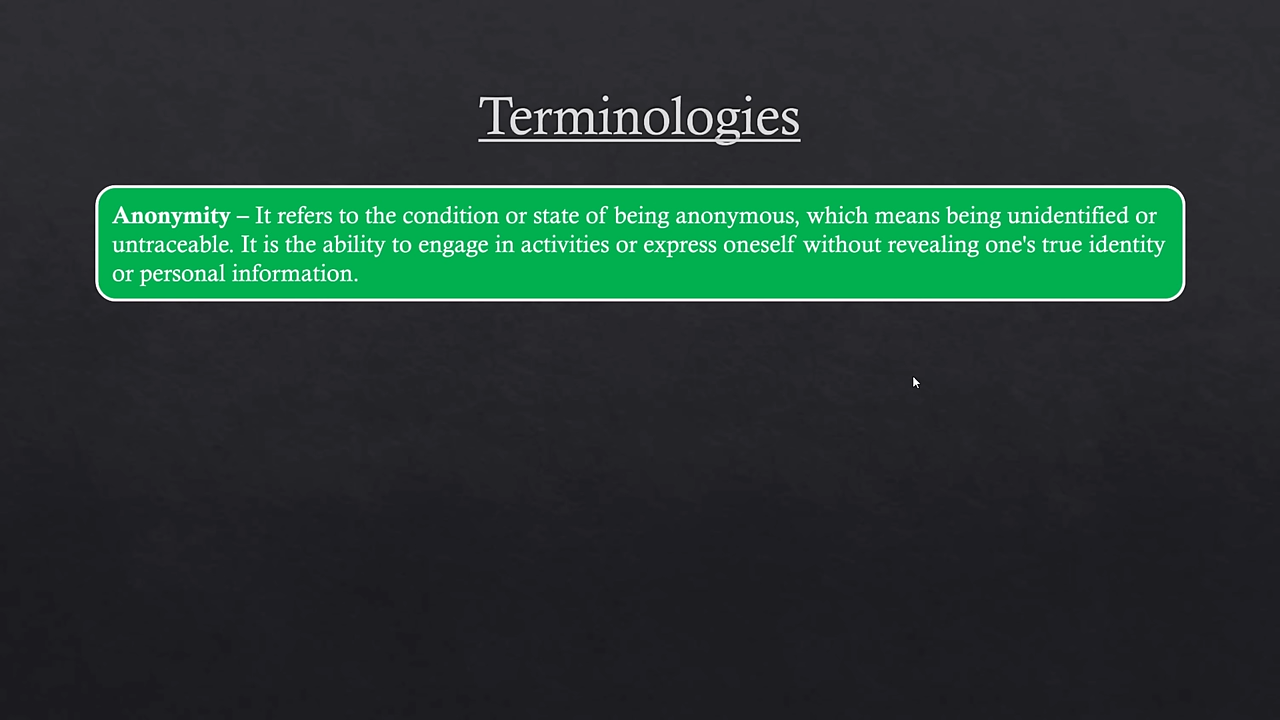 Terminologies
Anonymity – It refers to the condition or state of being anonymous, which means being unidentified or
untraceable. It is the ability to engage in activities or express oneself without revealing one's true identity
or personal information.